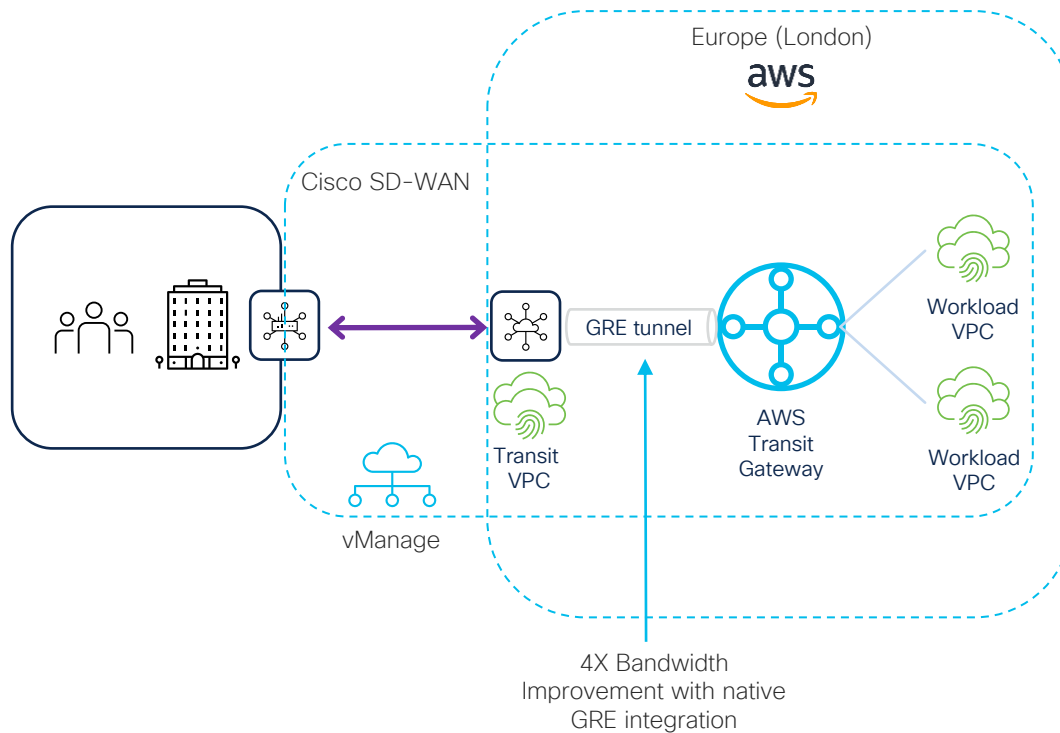 Europe (London)
aws
Cisco SD-WAN
GRE tunnel
Workload
VPC
Transit
VPC
AWS
Transit
Gateway
Workload
VPC
vManage
4X Bandwidth
Improvement with native
GRE integration